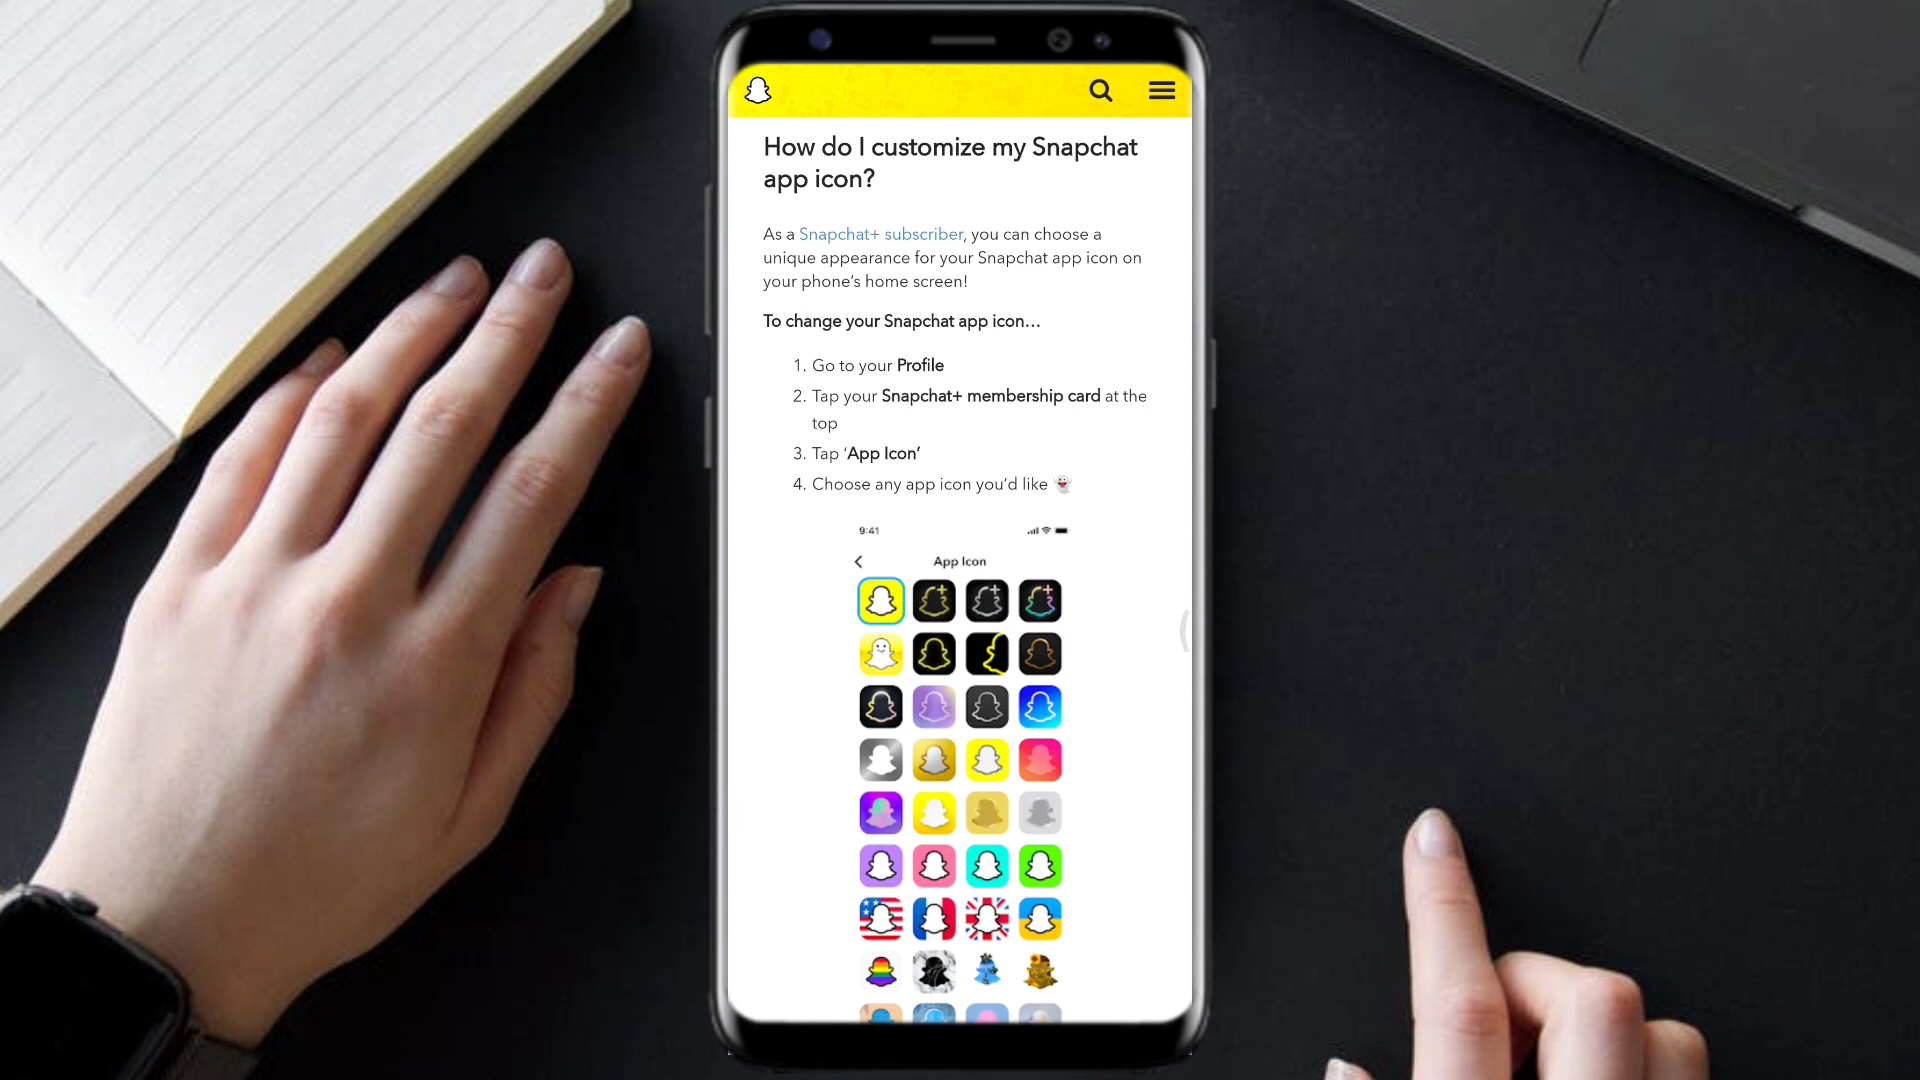 How do I customize my Snapchat
app icon?
As a Snapchat+ subscriber, you can choose a
unique appearance for your Snapchat app icon on
your phone’s home screen!
To change your Snapchat app icon…
1. Go to your Profile
2. Tap your Snapchat+ membership card at the
top
3. Tap ‘App Icon’
4. Choose any app icon you’d like 👻
9:41
App Icon